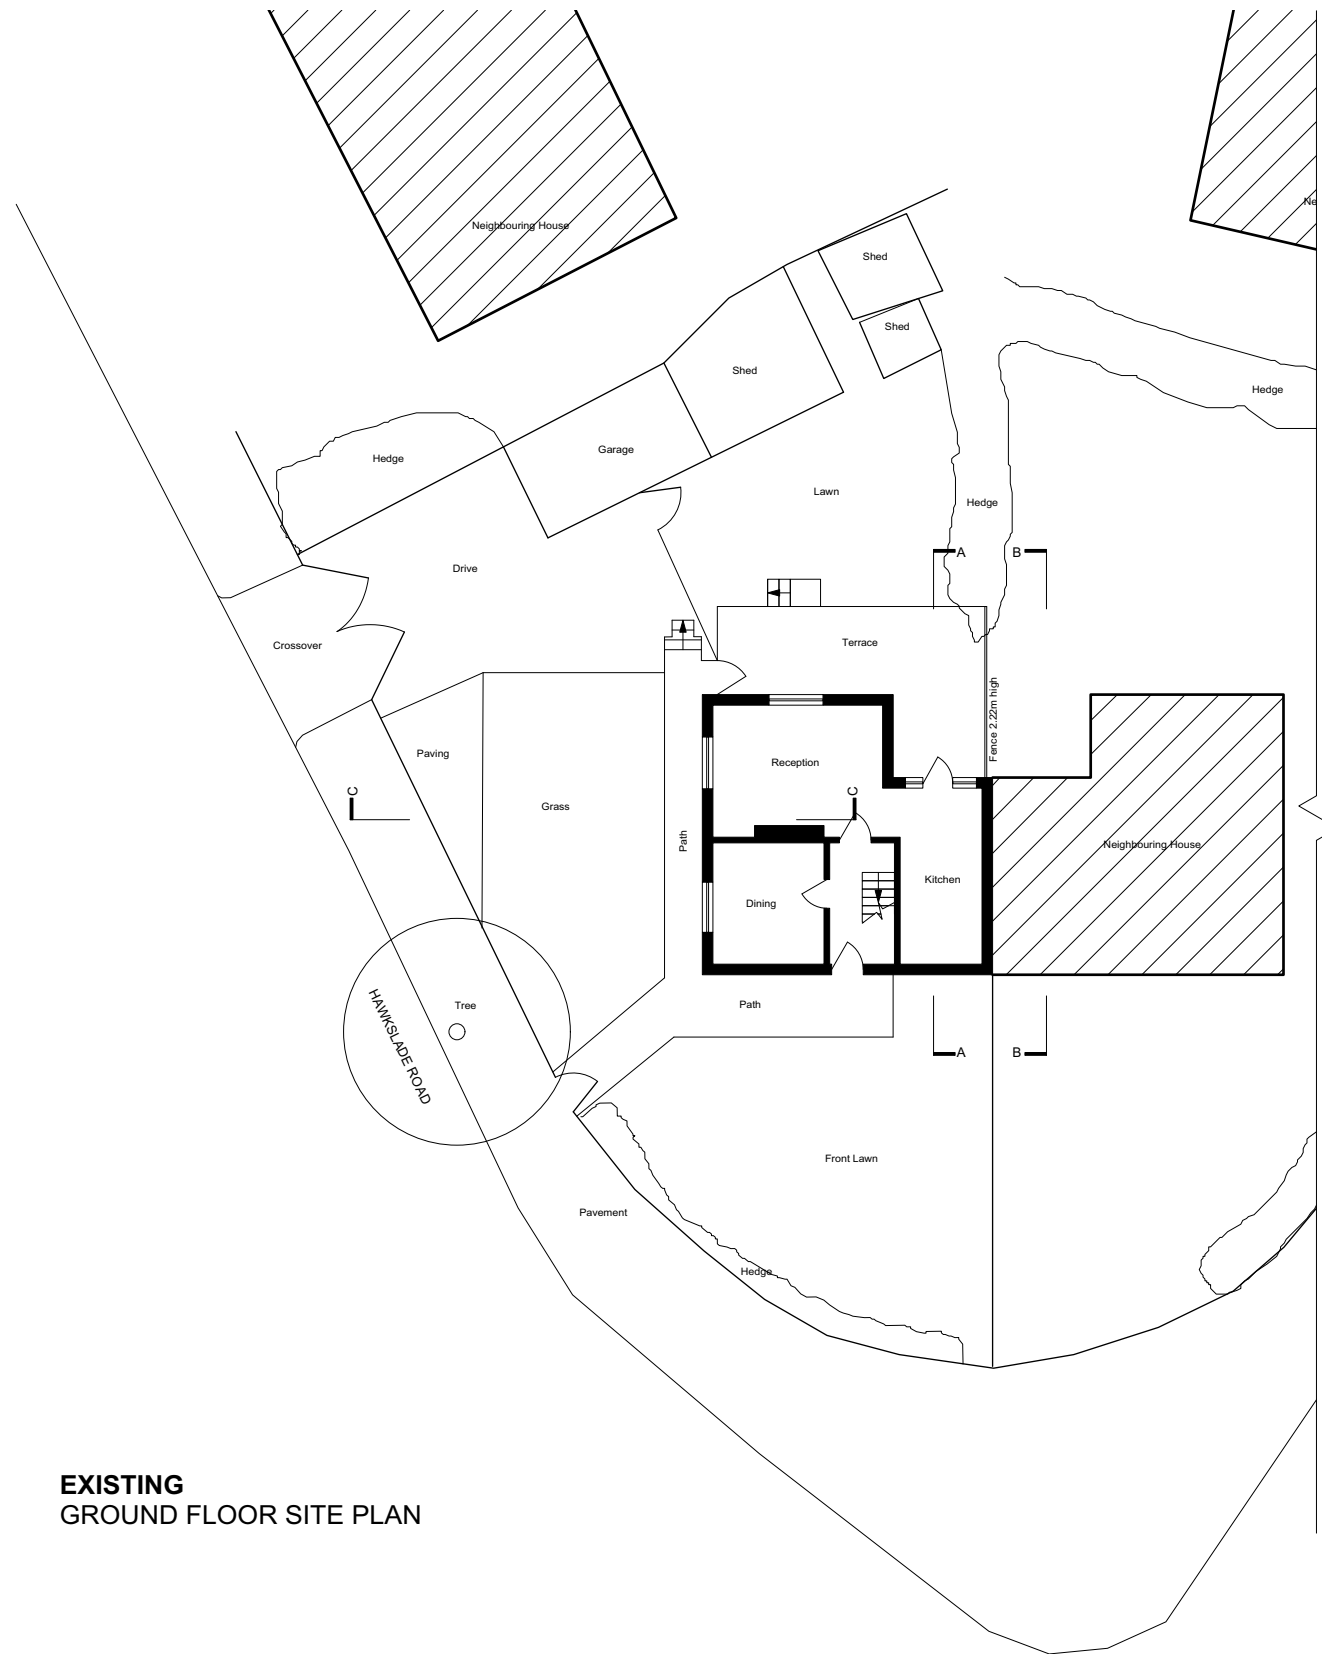 Neighbouring House
Ne
Shed
Shed
Shed
Hedge
Garage
Hedge
Lawn
Hedge
A
B
Drive
Crossover
Terrace
Fence 2.22m high
Paving
Reception
C
C
Grass
Path
Neighbouring House
Kitchen
Dining
Tree
HAWKSLADE ROAD
Path
A
B
Front Lawn
Pavement
Hedge
EXISTING
GROUND FLOOR SITE PLAN